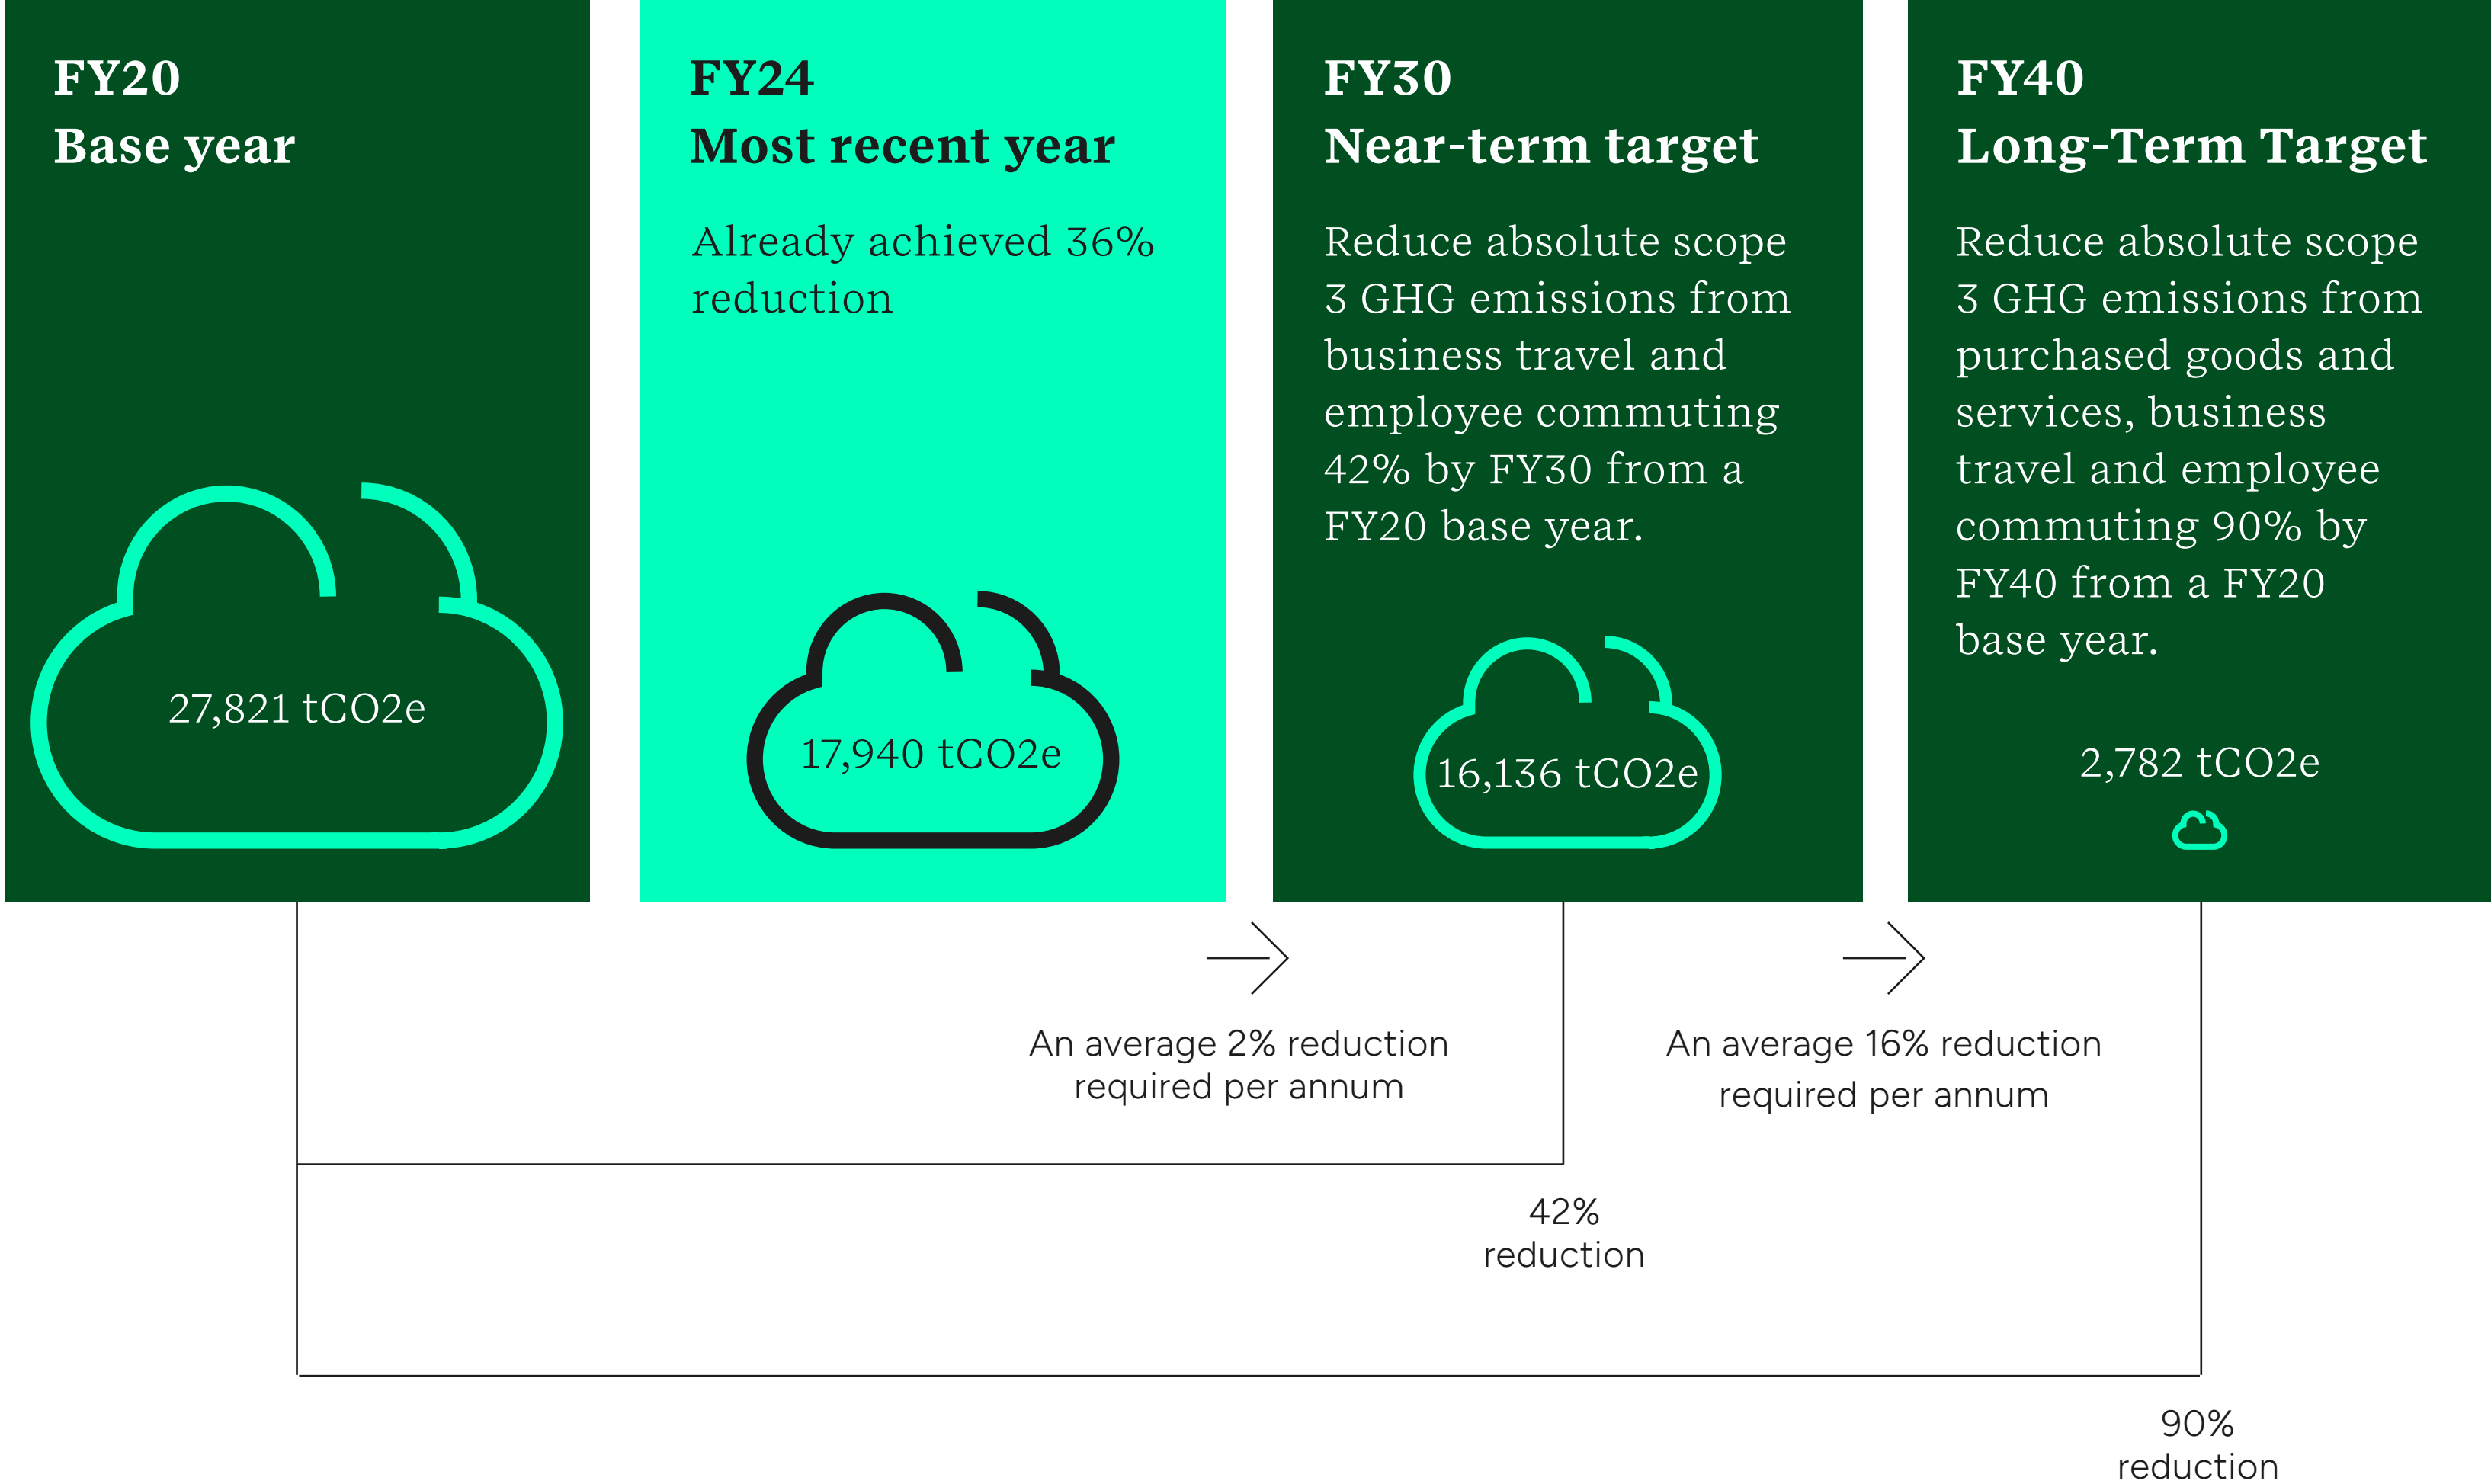 FY20
Base year
27,821 tCO2e
FY24
Most recent year
Already achieved 36%
reduction
17,940 tCO2e
FY30
Near-term target
Reduce absolute scope
3 GHG emissions from
business travel and
employee commuting
42% by FY30 from a
FY20 base year.
16,136 tCO2e
FY40
Long-Term Target
Reduce absolute scope
3 GHG emissions from
purchased goods and
services, business
travel and employee
commuting 90% by
FY40 from a FY20
base year.
2,782 tCO2e
An average 2% reduction
required per annum
An average 16% reduction
required per annum
42%
reduction
90%
reduction